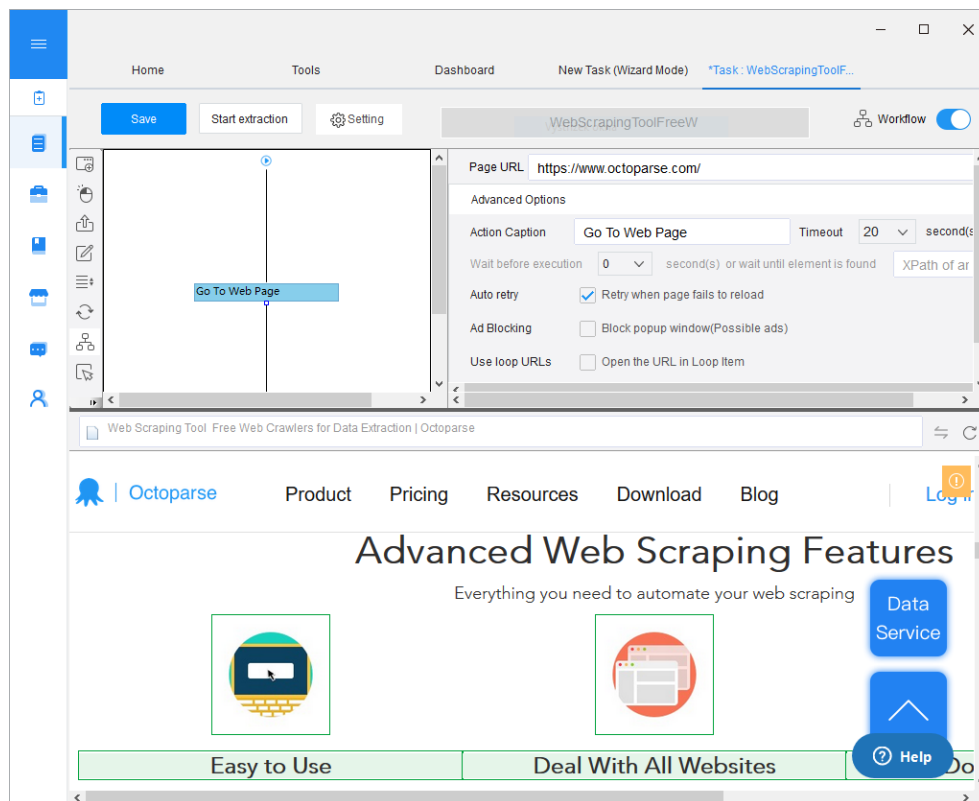 Home Tools Dashboard New Task (Wizard Mode) *Task : WebScrapingToolF...
Save Start extraction Setting WebScrapingToolFreeW Workflow
Page URL https://www.octoparse.com/
Advanced Options
Action Caption Go To Web Page Timeout 20 second(s
Wait before execution 0 second(s) or wait until element is found XPath of ar
Go To Web Page
Auto retry Retry when page fails to reload
Ad Blocking Block popup window(Possible ads)
Use loop URLs Open the URL in Loop Item
Web Scraping Tool Free Web Crawlers for Data Extraction | Octoparse
Octoparse Product Pricing Resources Download Blog Log in
Advanced Web Scraping Features
Everything you need to automate your web scraping
Data
Service
Help
Easy to Use Deal With All Websites Do